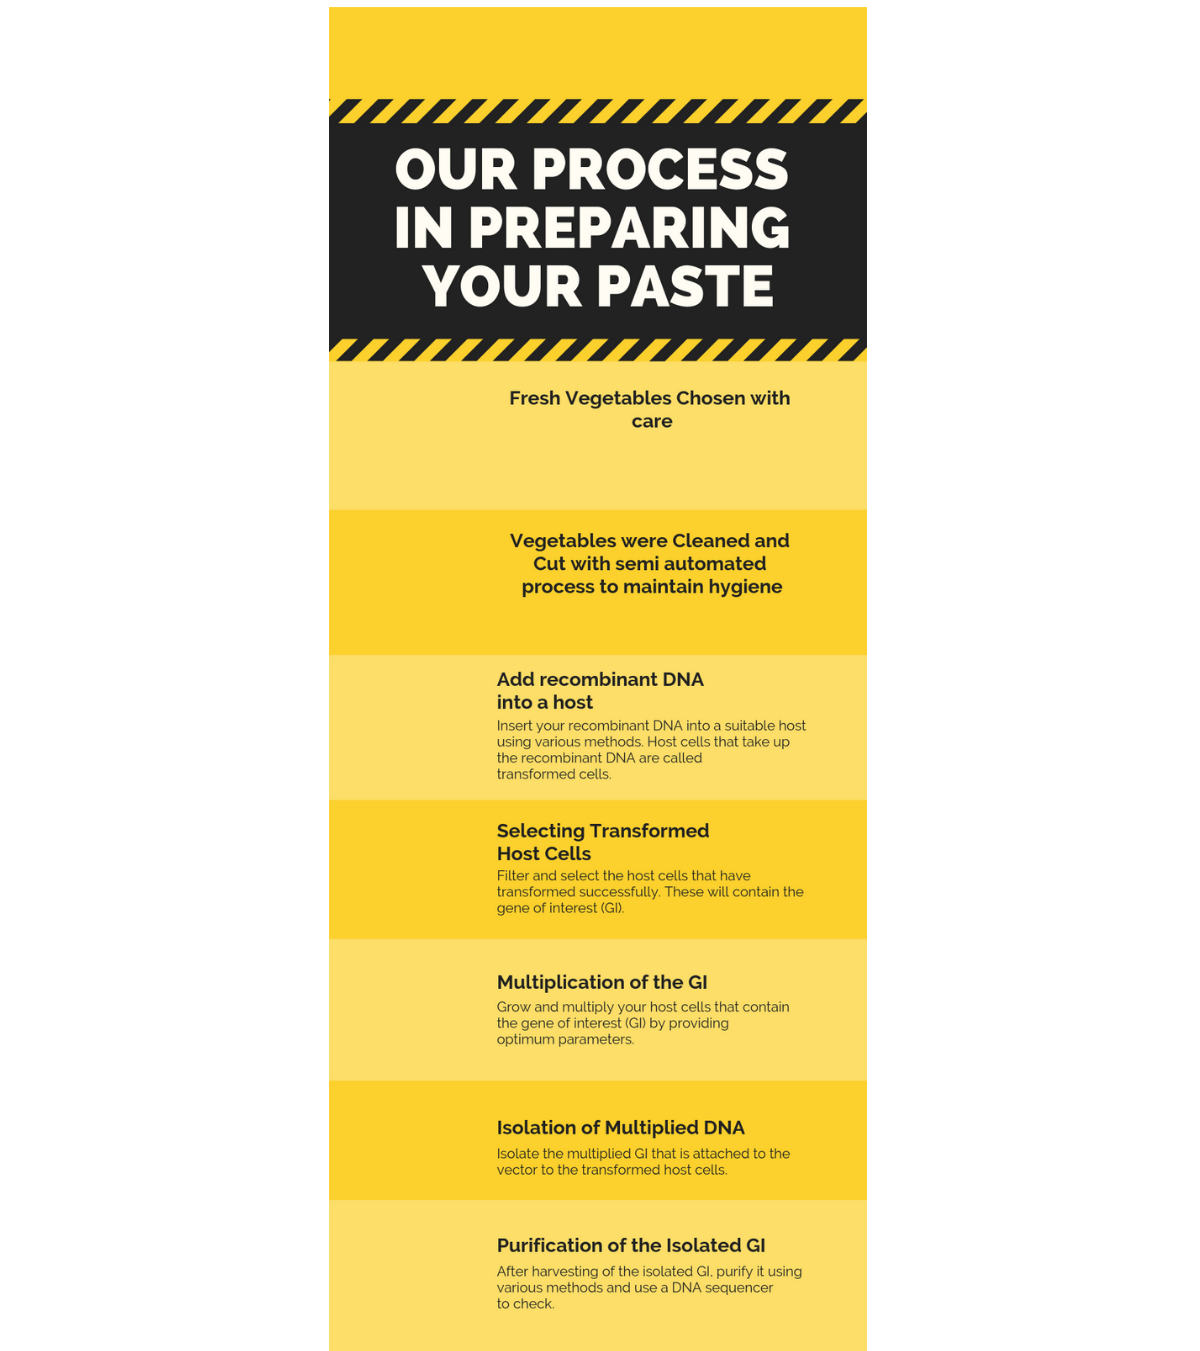 OUR PROCESS
IN PREPARING
YOUR PASTE
Fresh Vegetables Chosen with
care
Vegetables were Cleaned and
Cut with semi automated
process to maintain hygiene
Add recombinant DNA
into a host
Insert your recombinant DNA into a suitable host
using various methods. Host cells that take up
the recombinant DNA are called
transformed cells.
Selecting Transformed
Host Cells
Filter and select the host cells that have
transformed successfully. These will contain the
gene of interest (GI).
Multiplication of the GI
Grow and multiply your host cells that contain
the gene of interest (GI) by providing
optimum parameters.
Isolation of Multiplied DNA
Isolate the multiplied GI that is attached to the
vector to the transformed host cells.
Purification of the Isolated GI
After harvesting of the isolated GI, purify it using
various methods and use a DNA sequencer
to check.